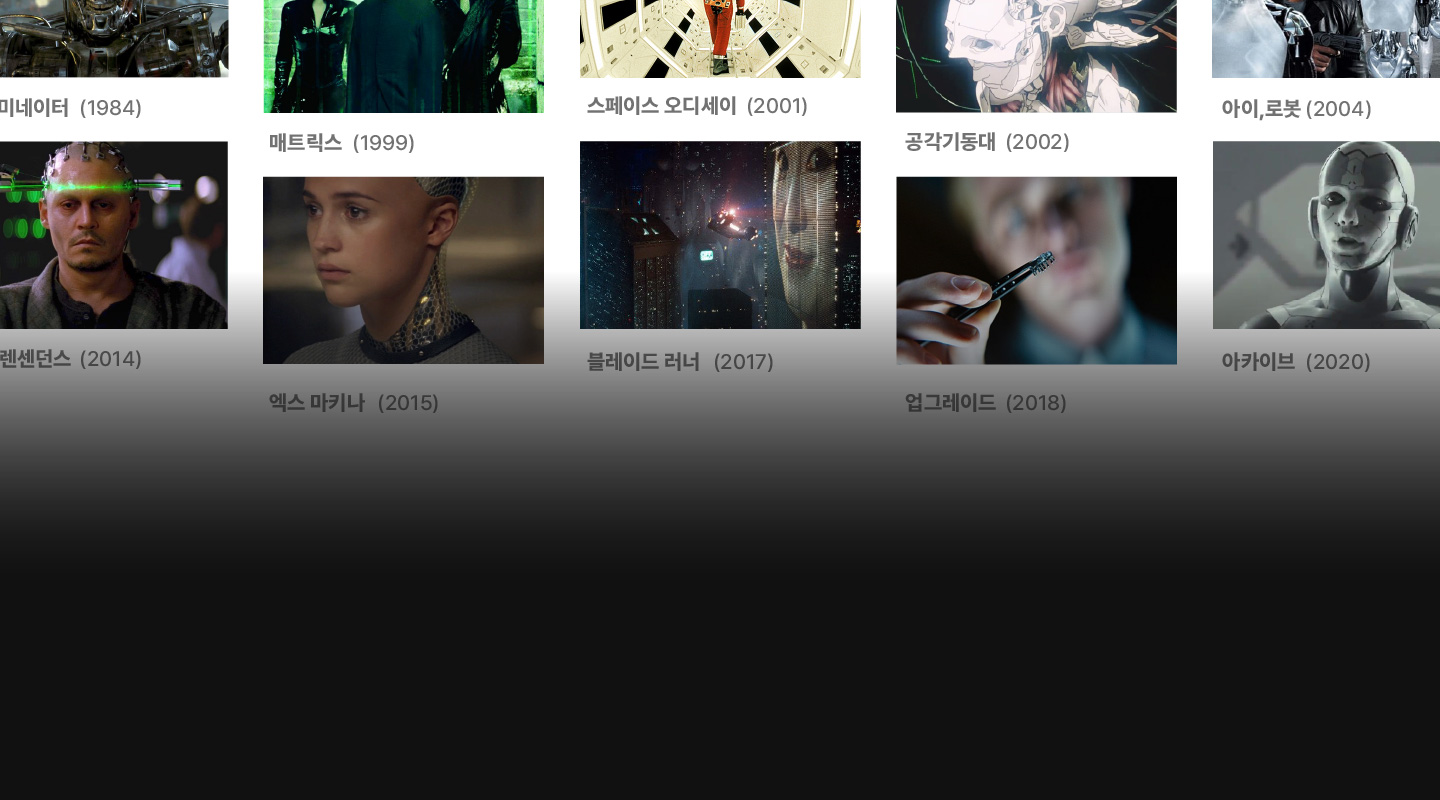 미네이터 (1984)
매트릭스 (1999)
스페이스 오디세이 (2001)
공각기동대 (2002)
아이,로봇 (2004)
렌센던스 (2014)
엑스 마키나 (2015)
블레이드 러너 (2017)
업그레이드 (2018)
아카이브 (2020)